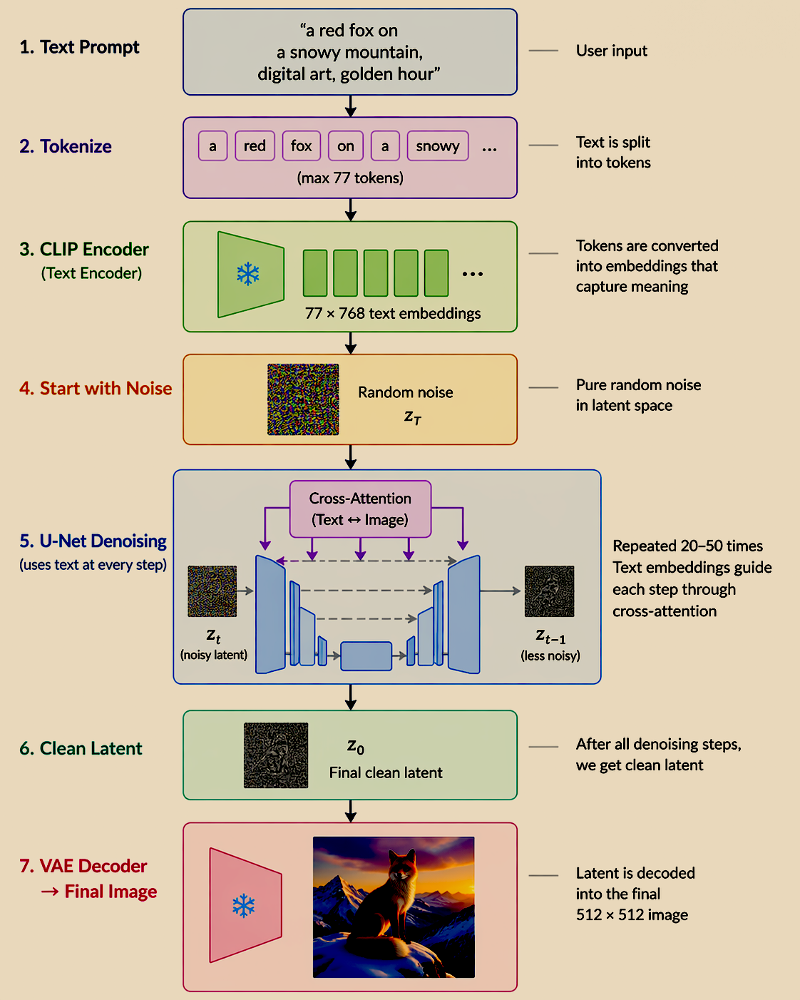 1. Text Prompt
“a red fox on
a snowy mountain,
digital art, golden hour”
User input
2. Tokenize
a red fox on a snowy ...
(max 77 tokens)
Text is split
into tokens
3. CLIP Encoder
(Text Encoder)
...
77 × 768 text embeddings
Tokens are converted
into embeddings that
capture meaning
4. Start with Noise
Random noise
z_T
Pure random noise
in latent space
5. U-Net Denoising
(uses text at every step)
Cross-Attention
(Text ↔ Image)
z_t
(noisy latent)
z_{t−1}
(less noisy)
Repeated 20–50 times
Text embeddings guide
each step through
cross-attention
6. Clean Latent
z_0
Final clean latent
After all denoising steps,
we get clean latent
7. VAE Decoder
→ Final Image
Latent is decoded
into the final
512 × 512 image